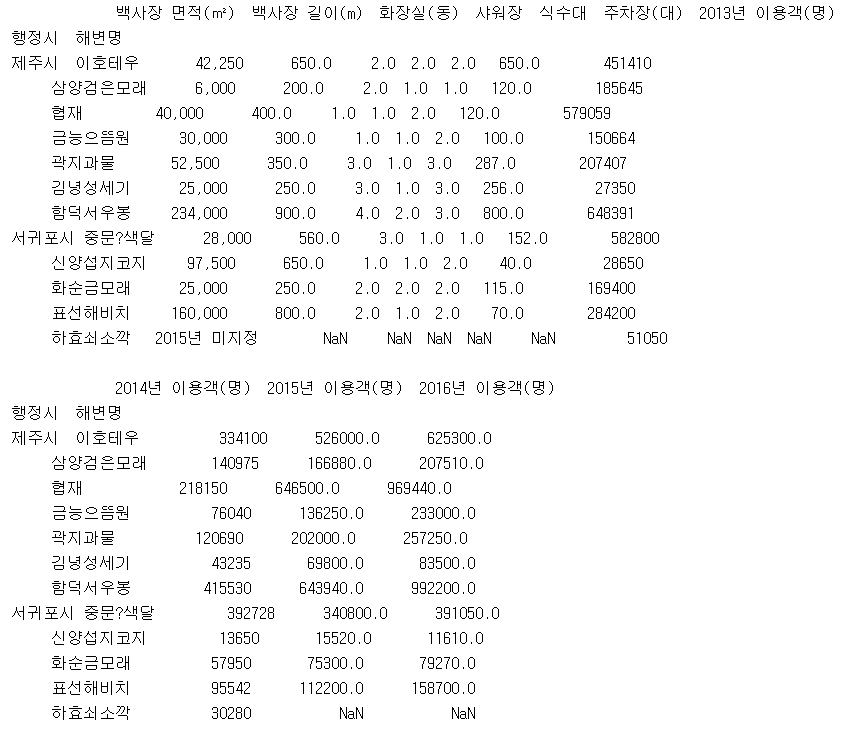 백사장 면적(㎡) 백사장 길이(m) 화장실(동) 샤워장 식수대 주차장(대) 2013년 이용객(명)
행정시 해변명
제주시 이호테우 42,250 650.0 2.0 2.0 2.0 650.0 451410
삼양검은모래 6,000 200.0 2.0 1.0 1.0 120.0 185645
협재 40,000 400.0 1.0 1.0 2.0 120.0 579059
금능으뜸원 30,000 300.0 1.0 1.0 2.0 100.0 150664
곽지과물 52,500 350.0 3.0 1.0 3.0 287.0 207407
김녕성세기 25,000 250.0 3.0 1.0 3.0 256.0 27350
함덕서우봉 234,000 900.0 4.0 2.0 3.0 800.0 648391
서귀포시 중문?색달 28,000 560.0 3.0 1.0 1.0 152.0 582800
신양섭지코지 97,500 650.0 1.0 1.0 2.0 40.0 28650
화순금모래 25,000 250.0 2.0 2.0 2.0 115.0 169400
표선해비치 160,000 800.0 2.0 1.0 2.0 70.0 284200
하효쇠소깍 2015년 미지정 NaN NaN NaN NaN NaN 51050
2014년 이용객(명) 2015년 이용객(명) 2016년 이용객(명)
행정시 해변명
제주시 이호테우 334100 526000.0 625300.0
삼양검은모래 140975 166880.0 207510.0
협재 218150 646500.0 969440.0
금능으뜸원 76040 136250.0 233000.0
곽지과물 120690 202000.0 257250.0
김녕성세기 43235 69800.0 83500.0
함덕서우봉 415530 643940.0 992200.0
서귀포시 중문?색달 392728 340800.0 391050.0
신양섭지코지 13650 15520.0 11610.0
화순금모래 57950 75300.0 79270.0
표선해비치 95542 112200.0 158700.0
하효쇠소깍 30280 NaN NaN